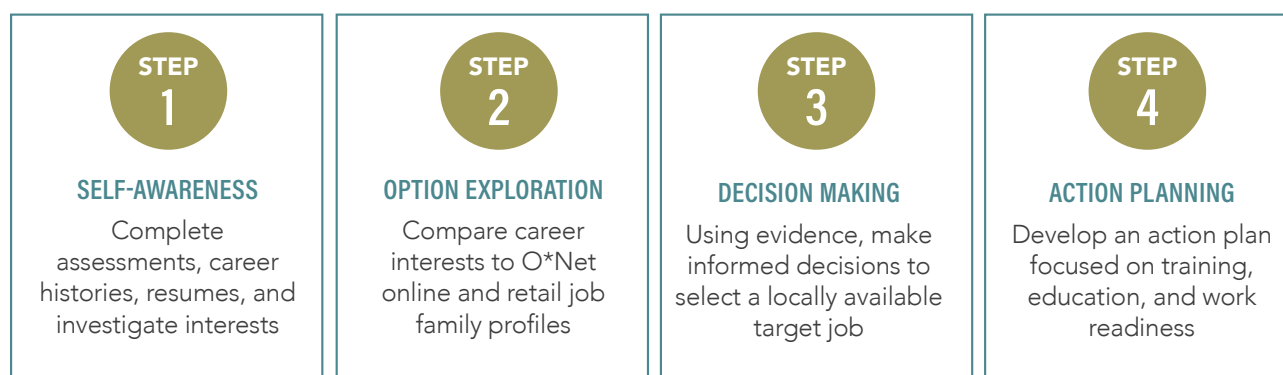 STEP
1
SELF-AWARENESS
Complete
assessments, career
histories, resumes, and
investigate interests
STEP
2
OPTION EXPLORATION
Compare career
interests to O*Net
online and retail job
family profiles
STEP
3
DECISION MAKING
Using evidence, make
informed decisions to
select a locally available
target job
STEP
4
ACTION PLANNING
Develop an action plan
focused on training,
education, and work
readiness